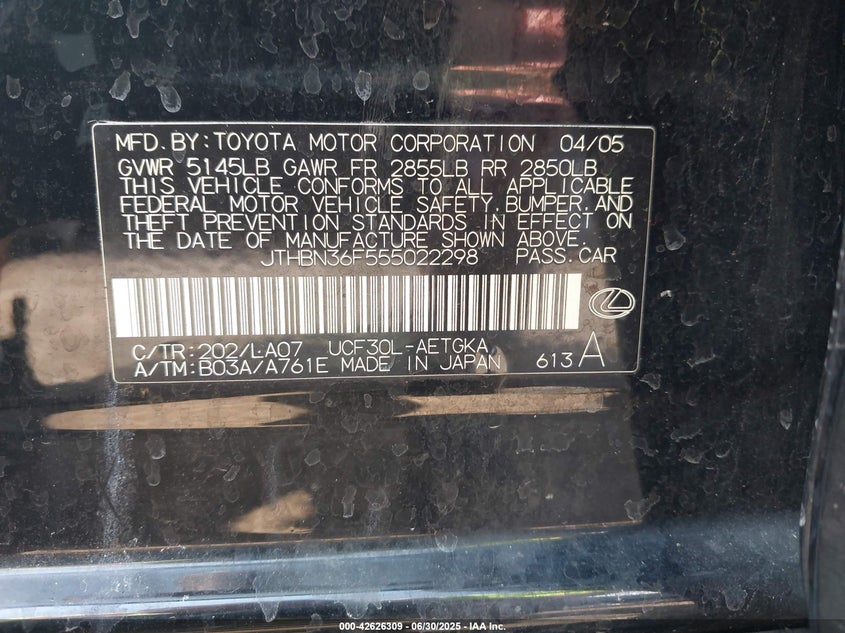 MFD.BY:TOYOTA MOTOR CORPORATION 04/05
GVWR 5145LB GAWR FR 2855LB RR 2850LB
THIS VEHICLE CONFORMS TO ALL APPLICABLE
FEDERAL MOTOR VEHICLE SAFETY,BUMPER,AND
THEFT PREVENTION STANDARDS IN EFFECT ON
THE DATE OF MANUFACTURE SHOWN ABOVE.
JTHBN36F555022298 PASS.CAR
C/TR:202/LA07 UCF30L-AETGKA
A/TM:B03A/A761E MADE IN JAPAN 613A
000-42626309 - 06/30/2025 - IAA Inc.